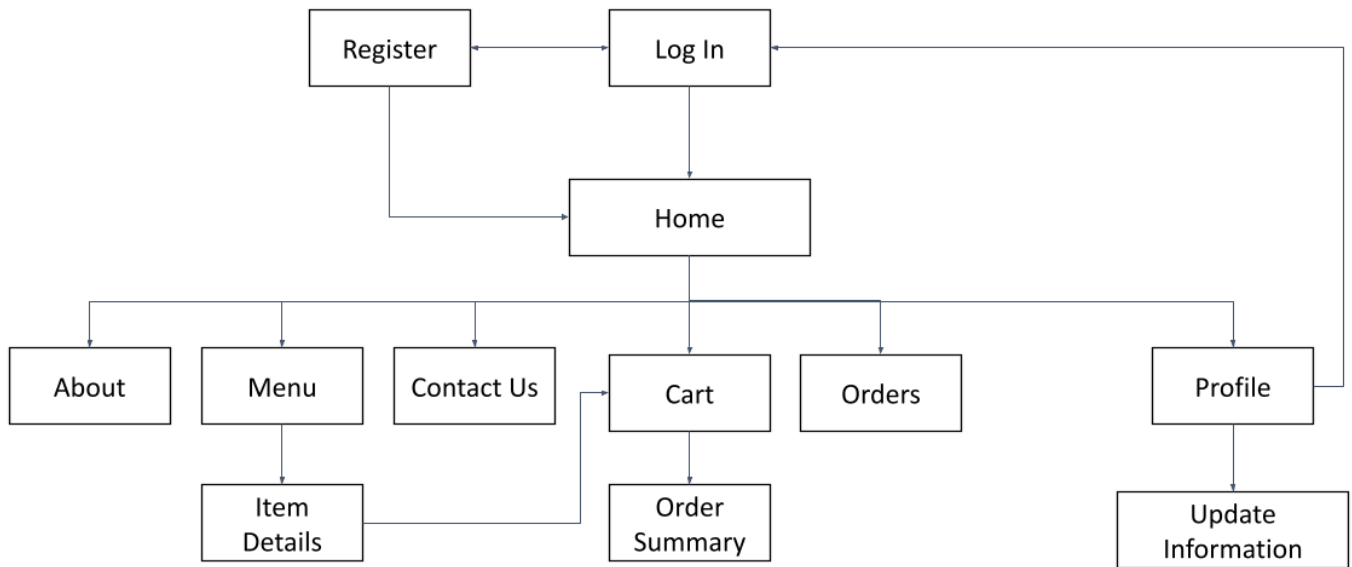 Register
Log In
Home
About
Menu
Contact Us
Cart
Orders
Profile
Item
Details
Order
Summary
Update
Information